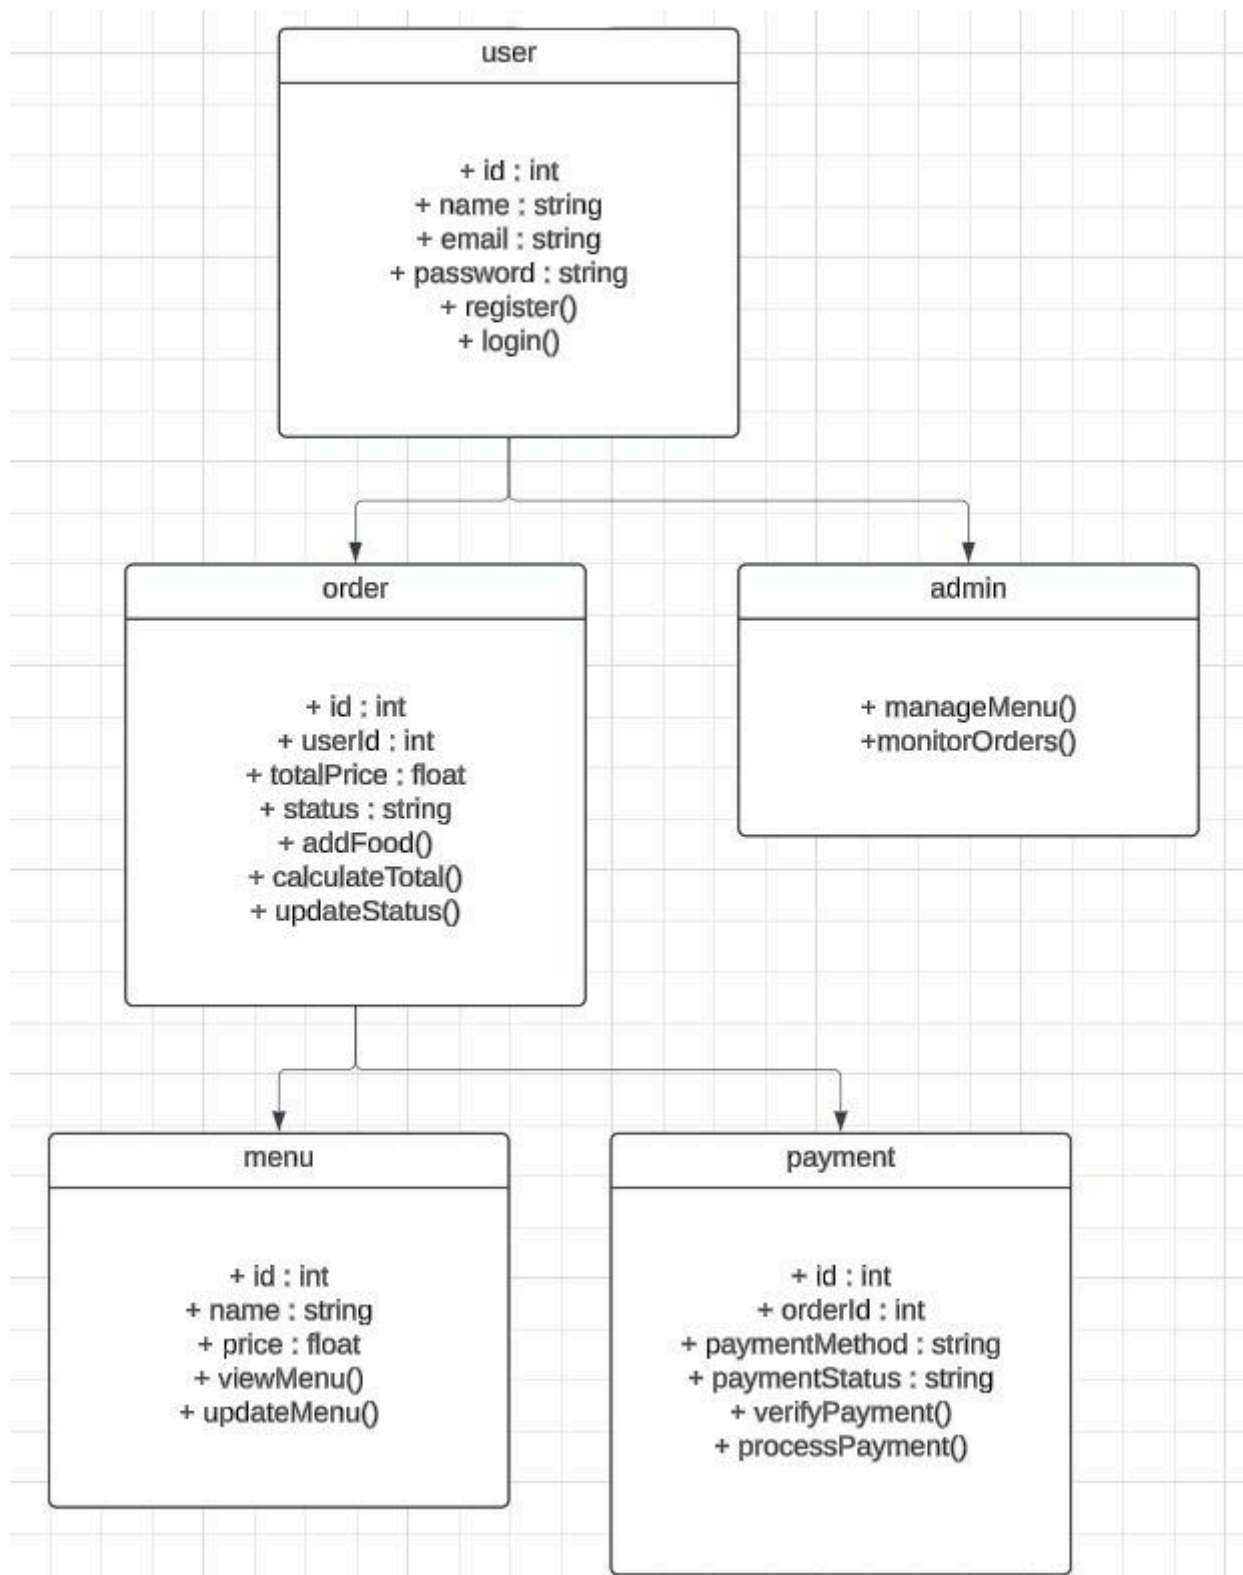 user
+ id : int
+ name : string
+ email : string
+ password : string
+ register()
+ login()
order
+ id : int
+ userId : int
+ totalPrice : float
+ status : string
+ addFood()
+ calculateTotal()
+ updateStatus()
admin
+ manageMenu()
+monitorOrders()
menu
+ id : int
+ name : string
+ price : float
+ viewMenu()
+ updateMenu()
payment
+ id : int
+ orderId : int
+ paymentMethod : string
+ paymentStatus : string
+ verifyPayment()
+ processPayment()